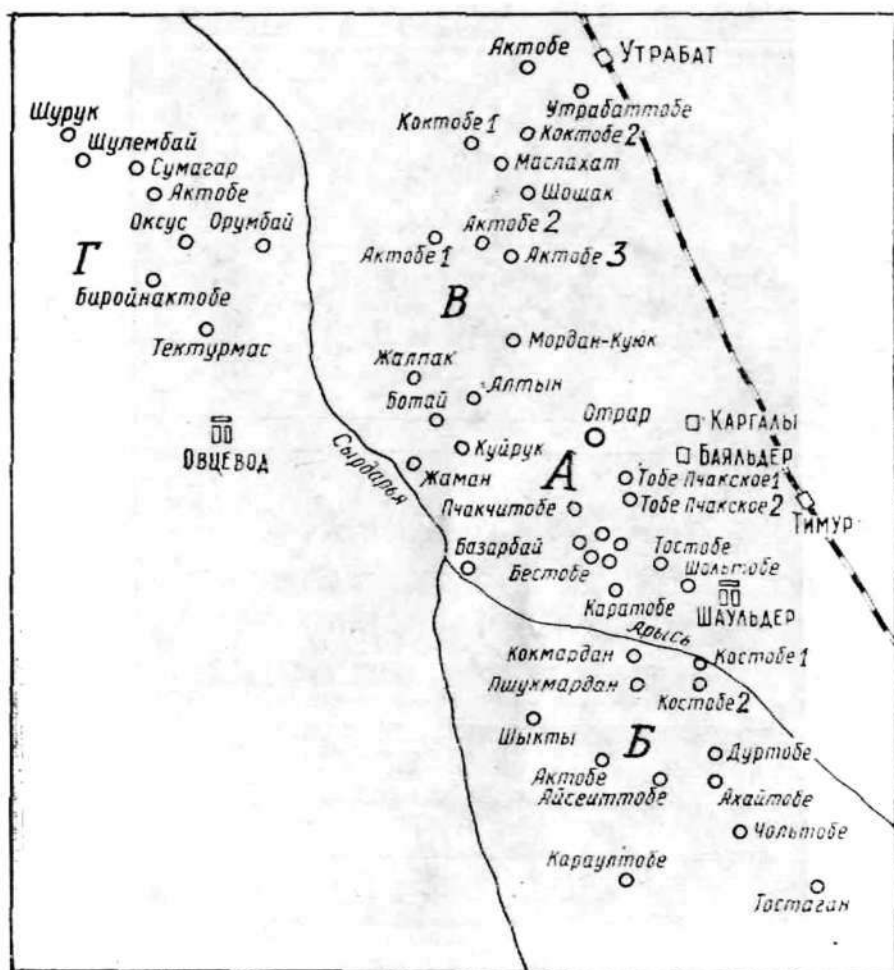 Актобе
Утрабат
Утрабаттобе
Шурук
Коктобе 1
Коктобе 2
Шулембай
Сумагар
Маслахат
Актобе
Шошак
Оксус
Орумбай
Актобе 2
Актобе 1
Актобе 3
Г
Биройнактобе
В
Тектурмас
Мордан-Куюк
Жалпак
Алтын
Ботай
Отрар
Каргалы
Овцевод
Куйрук
Баяльдер
Сырдарья
Жаман
А
Тобе Пчакское 1
Пчакчитобе
Тобе Пчакское 2
Тимур
Базарбай
Тостобе
Бестобе
Шольтобе
Каратобе
Шаульдер
Арысь
Кокмардан
Костобе 1
Пшукмардан
Костобе 2
Шыкты
Б
Дуртобе
Актобе
Айсеиттобе
Ахайтобе
Чольтобе
Караултобе
Тостаган